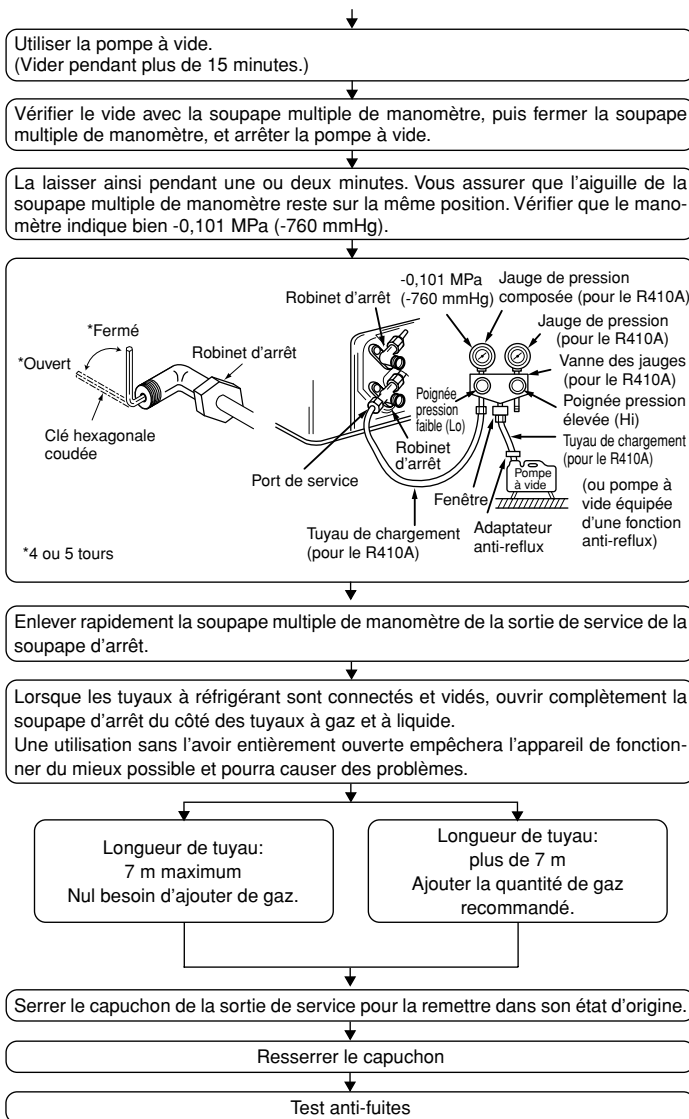 Utiliser la pompe à vide.
(Vider pendant plus de 15 minutes.)
Vérifier le vide avec la soupape multiple de manomètre, puis fermer la soupape
multiple de manomètre, et arrêter la pompe à vide.
La laisser ainsi pendant une ou deux minutes. Vous assurer que l'aiguille de la
soupape multiple de manomètre reste sur la même position. Vérifier que le mano-
mètre indique bien -0,101 MPa (-760 mmHg).
*Fermé
*Ouvert
Robinet d'arrêt
Clé hexagonale
coudée
*4 ou 5 tours
Robinet d'arrêt
-0,101 MPa
(-760 mmHg)
Jauge de pression
composée (pour le R410A)
Jauge de pression
(pour le R410A)
Vanne des jauges
(pour le R410A)
Poignée
pression
faible (Lo)
Poignée pression
élevée (Hi)
Robinet
d'arrêt
Tuyau de chargement
(pour le R410A)
Port de service
Pompe
à vide
Fenêtre
(ou pompe à
vide équipée
d'une fonction
anti-reflux)
Adaptateur
anti-reflux
Tuyau de chargement
(pour le R410A)
Enlever rapidement la soupape multiple de manomètre de la sortie de service de la
soupape d'arrêt.
Lorsque les tuyaux à réfrigérant sont connectés et vidés, ouvrir complètement la
soupape d'arrêt du côté des tuyaux à gaz et à liquide.
Une utilisation sans l'avoir entièrement ouverte empêchera l'appareil de fonction-
ner du mieux possible et pourra causer des problèmes.
Longueur de tuyau:
7 m maximum
Nul besoin d'ajouter de gaz.
Longueur de tuyau:
plus de 7 m
Ajouter la quantité de gaz
recommandé.
Serrer le capuchon de la sortie de service pour la remettre dans son état d'origine.
Resserrer le capuchon
Test anti-fuites